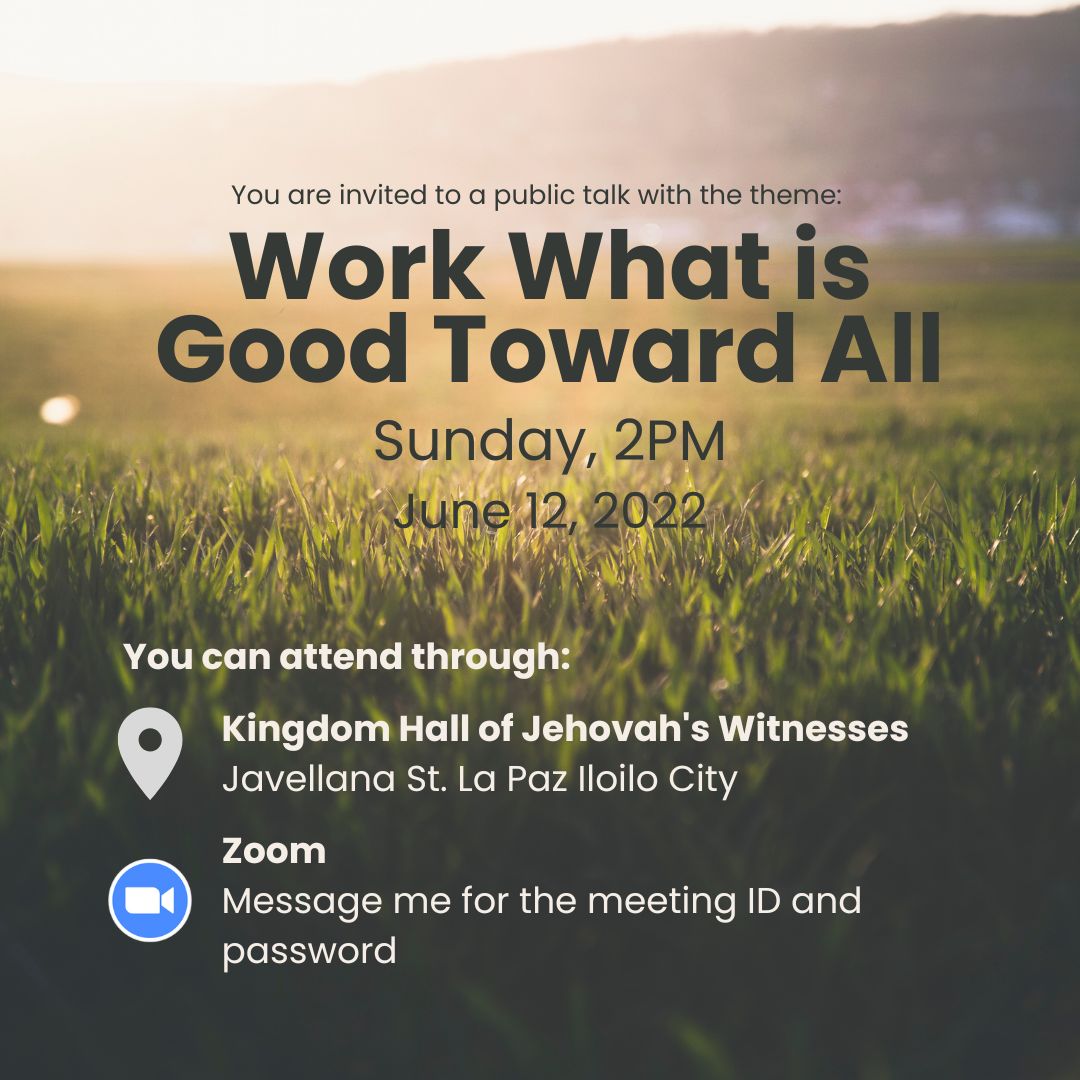 You are invited to a public talk with the theme:
Work What is
Good Toward All
Sunday, 2PM
June 12, 2022
You can attend through:
Kingdom Hall of Jehovah's Witnesses
Javellana St. La Paz Iloilo City
Zoom
Message me for the meeting ID and
password